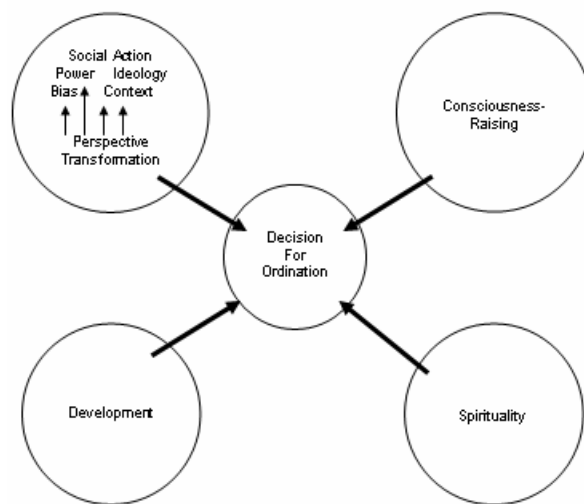 Social Action
Power Ideology
Bias Context
Perspective
Transformation
Consciousness-
Raising
Decision
For
Ordination
Development
Spirituality